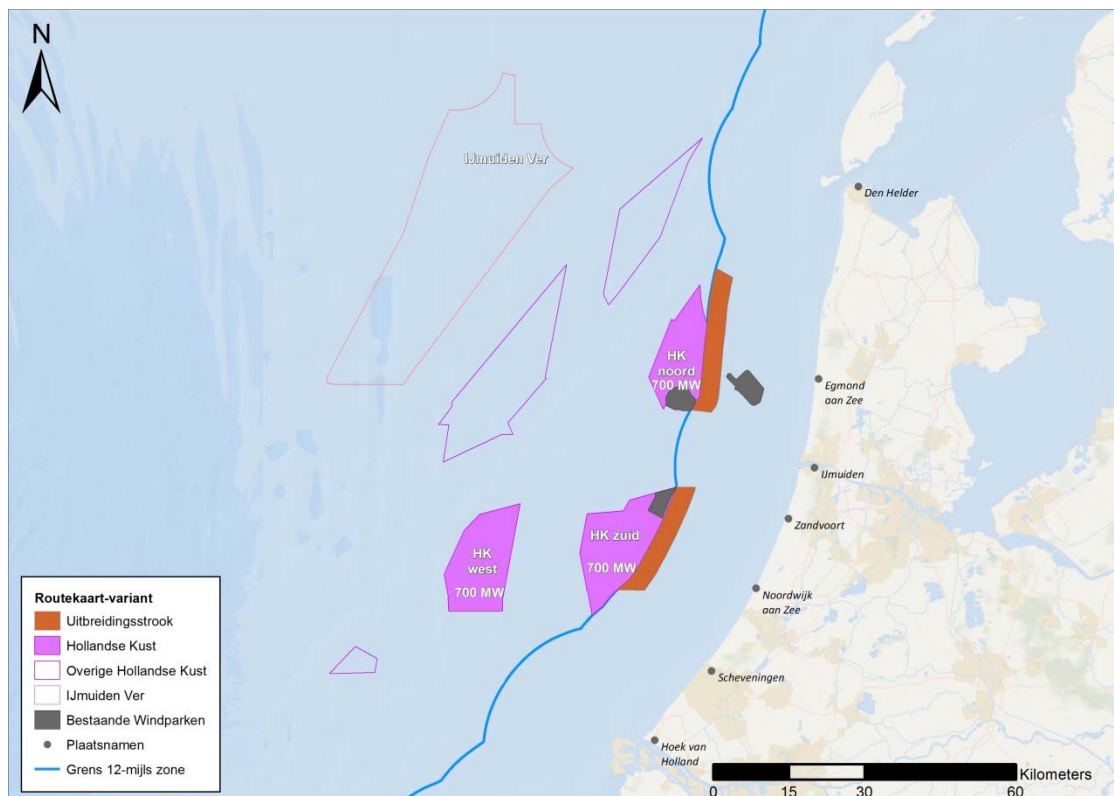 N
IJmuiden Ver
Den Helder
HK
noord
700 MW
Egmond
aan Zee
IJmuiden
Zandvoort
HK zuid
700 MW
HK
west
700 MW
Noordwijk
aan Zee
Scheveningen
Hoek van
Holland
Routekaart-variant
Uitbreidingsstrook
Hollandse Kust
Overige Hollandse Kust
IJmuiden Ver
Bestaande Windparken
Plaatsnamen
Grens 12-mijls zone
Kilometers
0 15 30 60